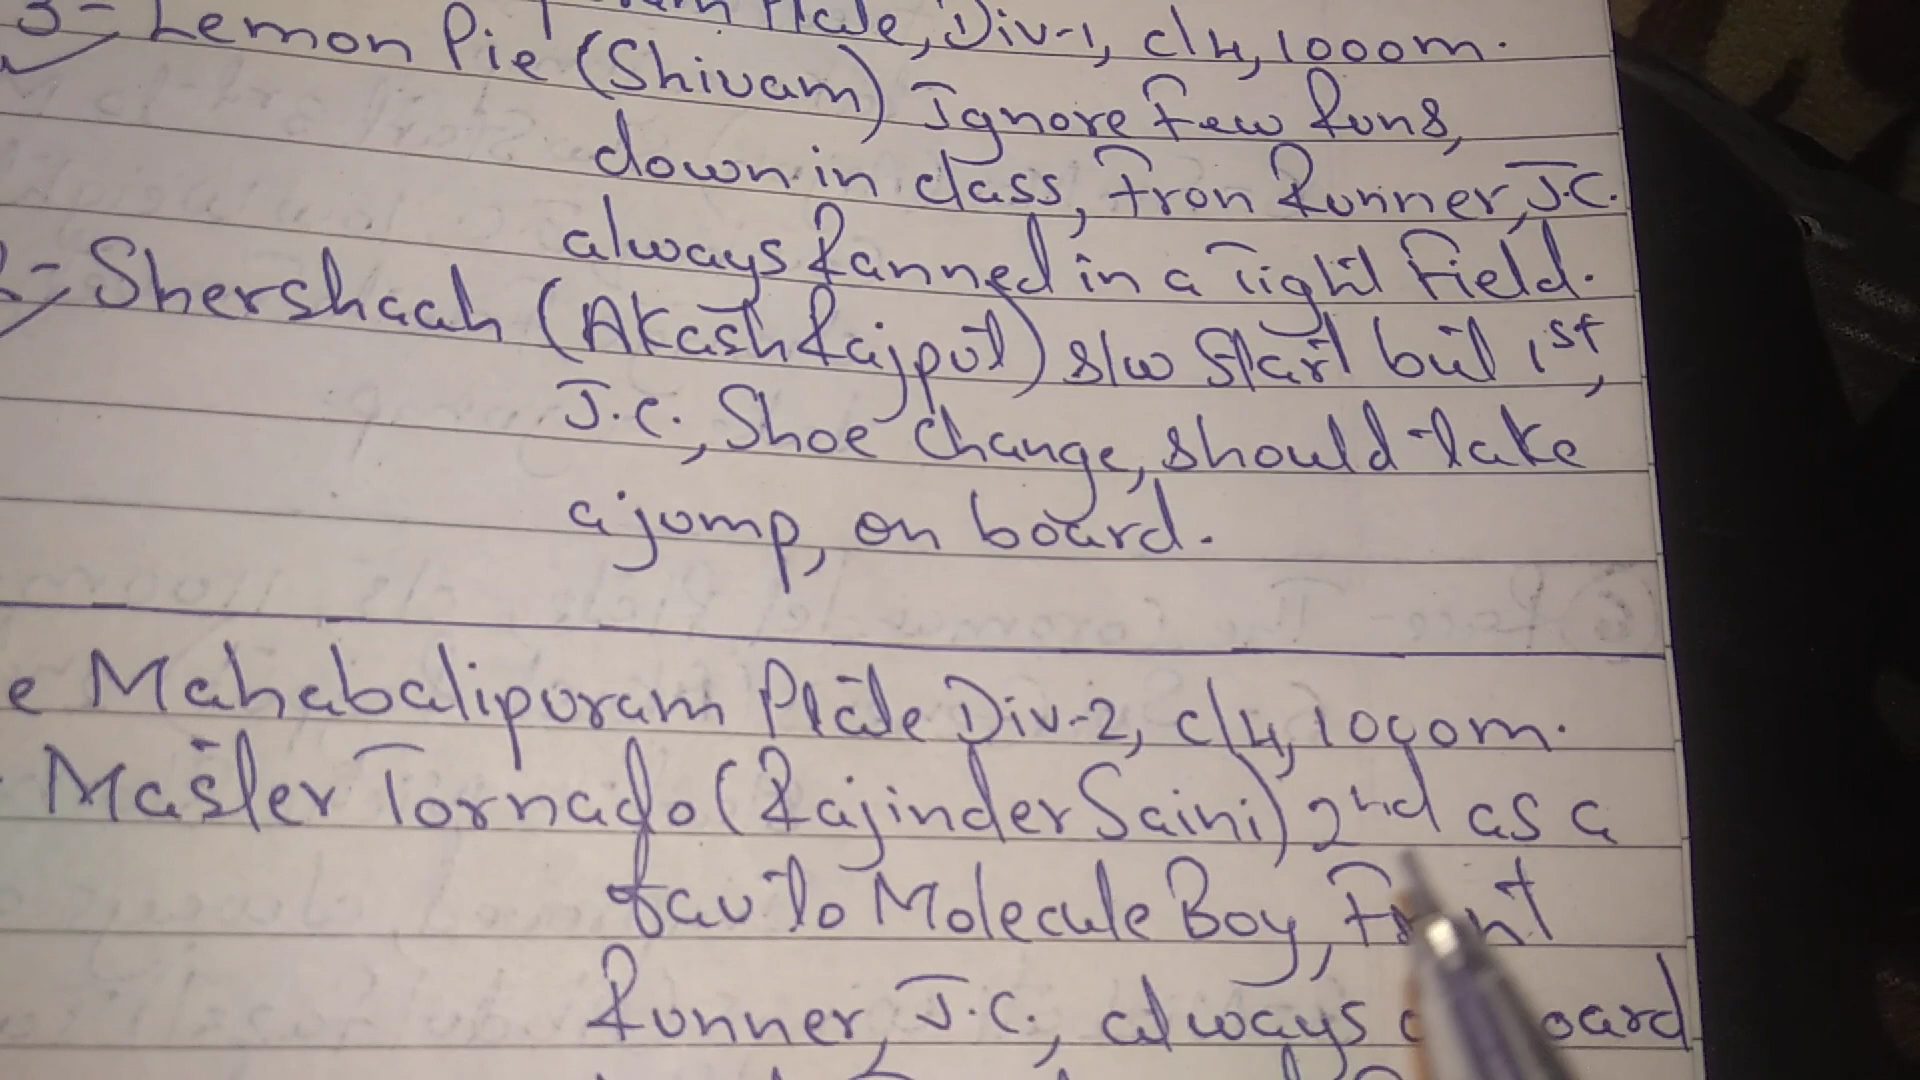 Plate, Div-1, cl4, 1000m.
3- Lemon Pie (Shivam) Ignore Few Runs,
down in class, Fron Runner, J.C.
always Ranned in a Tight Field.
- Shershaah (Akash Rajput) slw Start but 1st,
J.C., Shoe change, should take
a jump, on board.
e Mahabalipuram Plate Div-2, cl4, 1000m.
Master Tornado (Rajinder Saini) 2nd as a
fav to Molecule Boy, Front
Runner, J.C., always board